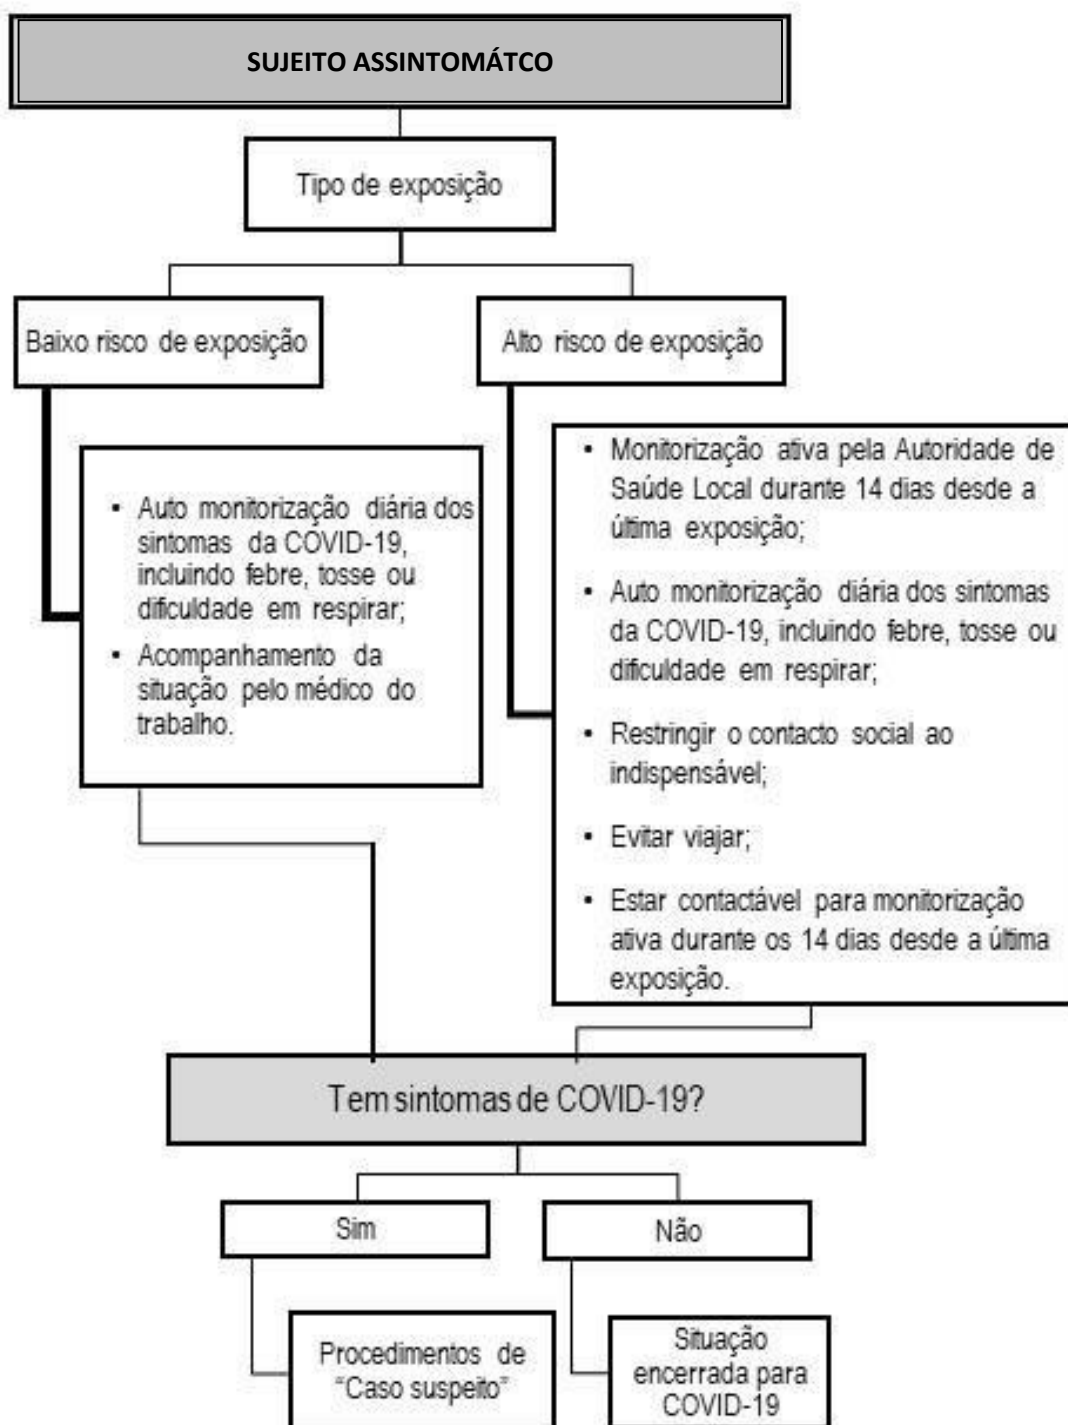 SUJEITO ASSINTOMÁTCO
Tipo de exposição
Baixo risco de exposição
Alto risco de exposição
• Auto monitorização diária dos
sintomas da COVID-19,
incluindo febre, tosse ou
dificuldade em respirar;
• Acompanhamento da
situação pelo médico do
trabalho.
• Monitorização ativa pela Autoridade de
Saúde Local durante 14 dias desde a
última exposição;
• Auto monitorização diária dos sintomas
da COVID-19, incluindo febre, tosse ou
dificuldade em respirar;
• Restringir o contacto social ao
indispensável;
• Evitar viajar;
• Estar contactável para monitorização
ativa durante os 14 dias desde a última
exposição.
Tem sintomas de COVID-19?
Sim
Não
Procedimentos de
"Caso suspeito"
Situação
encerrada para
COVID-19